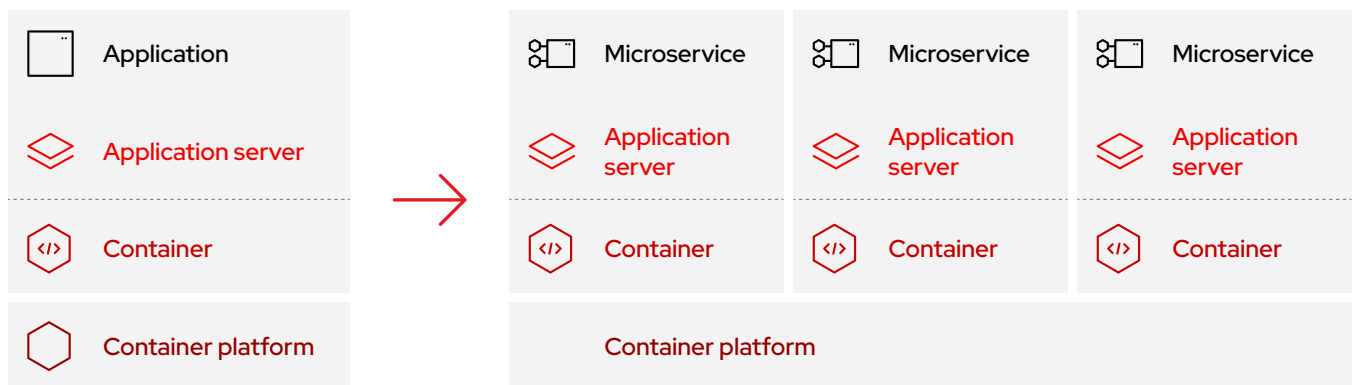 Application
Application server
Container
Container platform
Microservice
Application
server
</> Container
Microservice
Application
server
</> Container
Microservice
Application
server
</> Container
Container platform